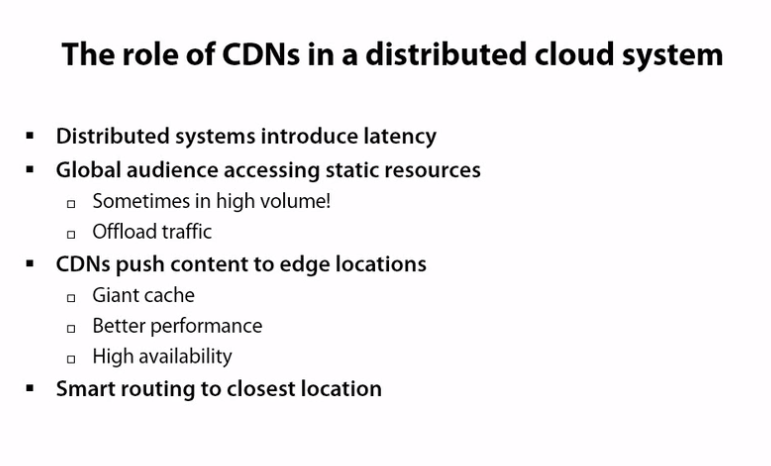 The role of CDNs in a distributed cloud system
▪ Distributed systems introduce latency
▪ Global audience accessing static resources
▫ Sometimes in high volume!
▫ Offload traffic
▪ CDNs push content to edge locations
▫ Giant cache
▫ Better performance
▫ High availability
▪ Smart routing to closest location